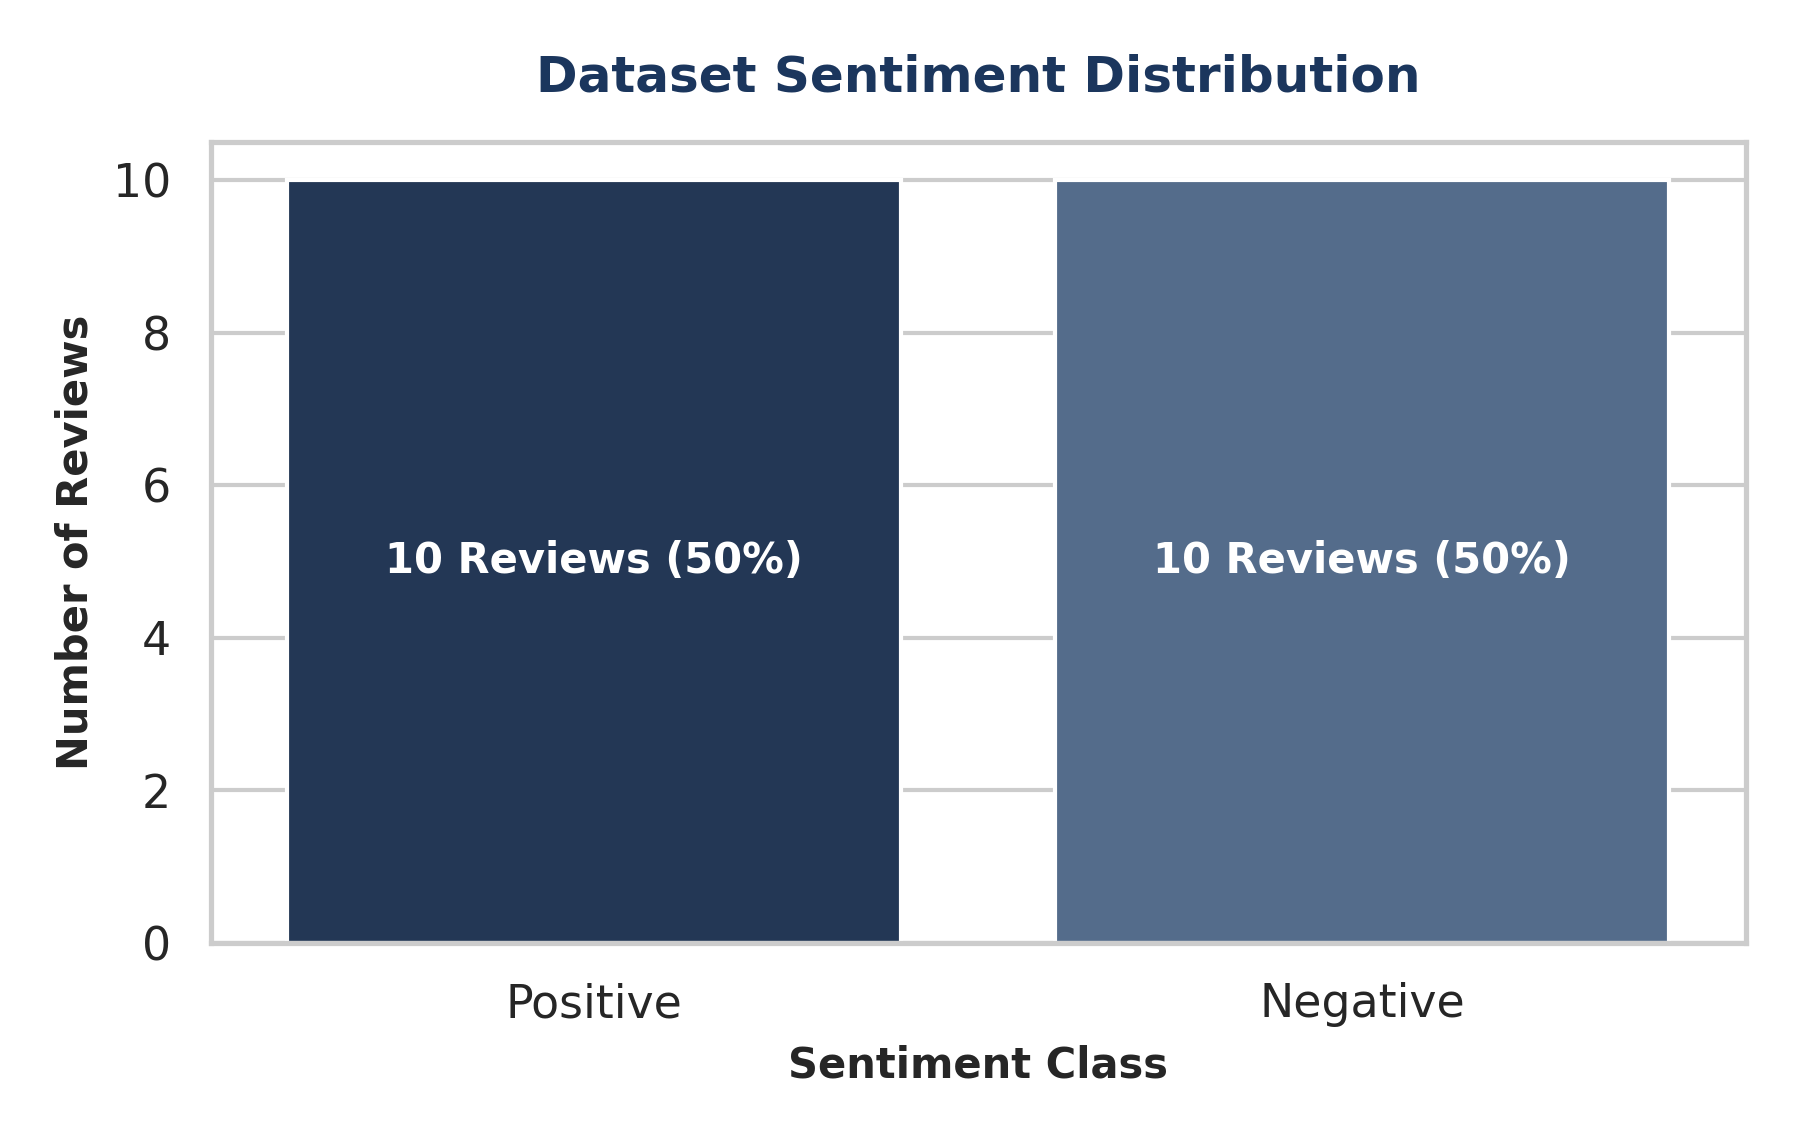 Dataset Sentiment Distribution
Number of Reviews
10
8
6
4
2
0
10 Reviews (50%)
10 Reviews (50%)
Positive
Negative
Sentiment Class